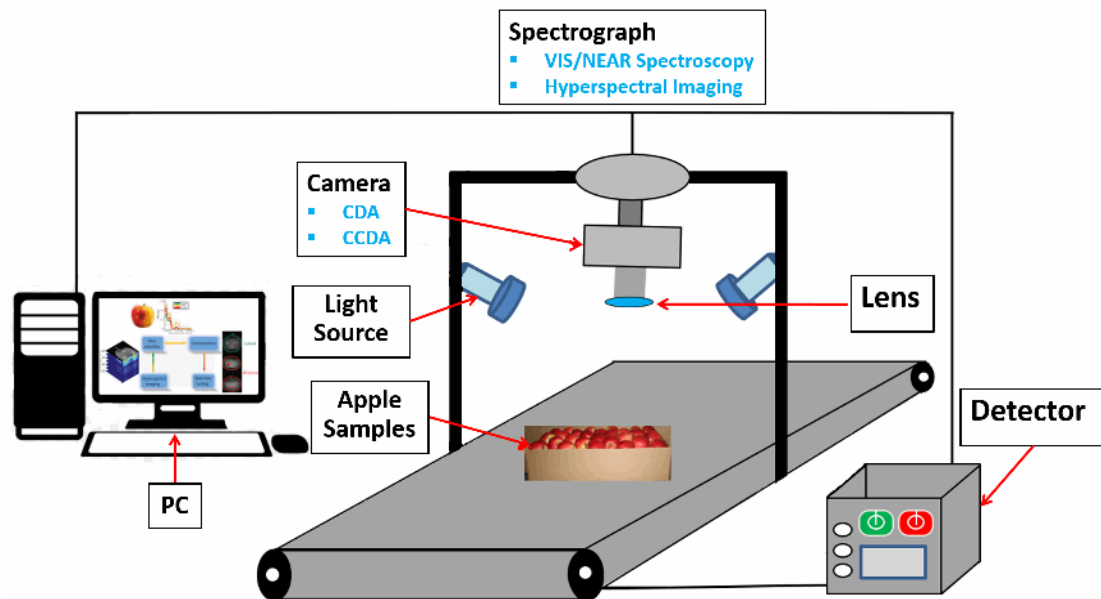 Spectrograph
▪ VIS/NEAR Spectroscopy
▪ Hyperspectral Imaging
Camera
▪ CDA
▪ CCDA
Light
Source
Lens
Apple
Samples
Detector
PC